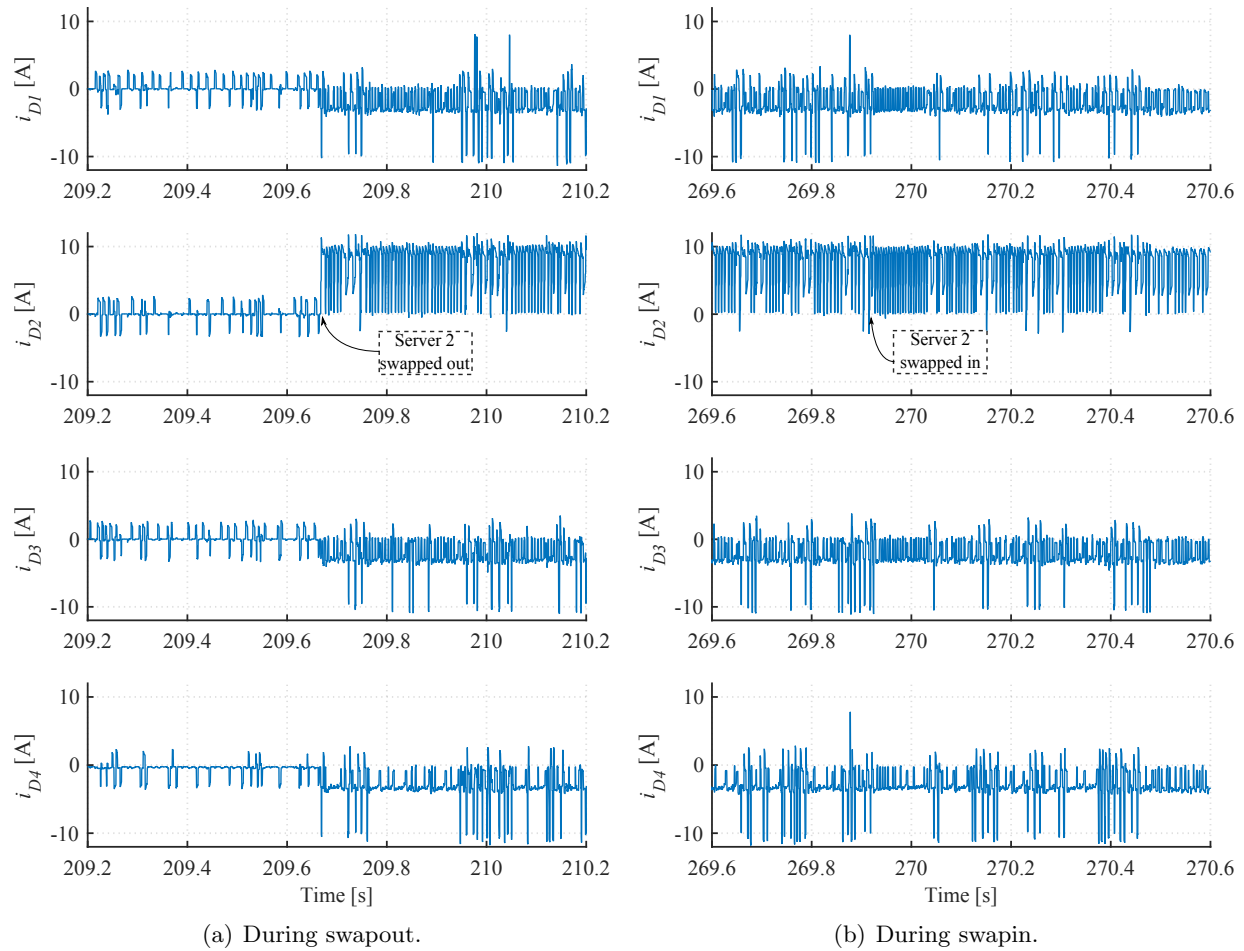 10
0
-10
i_D1 [A]
209.2 209.4 209.6 209.8 210 210.2
10
0
-10
i_D1 [A]
269.6 269.8 270 270.2 270.4 270.6
10
0
-10
i_D2 [A]
Server 2
swapped out
209.2 209.4 209.6 209.8 210 210.2
10
0
-10
i_D2 [A]
Server 2
swapped in
269.6 269.8 270 270.2 270.4 270.6
10
0
-10
i_D3 [A]
209.2 209.4 209.6 209.8 210 210.2
10
0
-10
i_D3 [A]
269.6 269.8 270 270.2 270.4 270.6
10
0
-10
i_D4 [A]
209.2 209.4 209.6 209.8 210 210.2
Time [s]
10
0
-10
i_D4 [A]
269.6 269.8 270 270.2 270.4 270.6
Time [s]
(a) During swapout.
(b) During swapin.